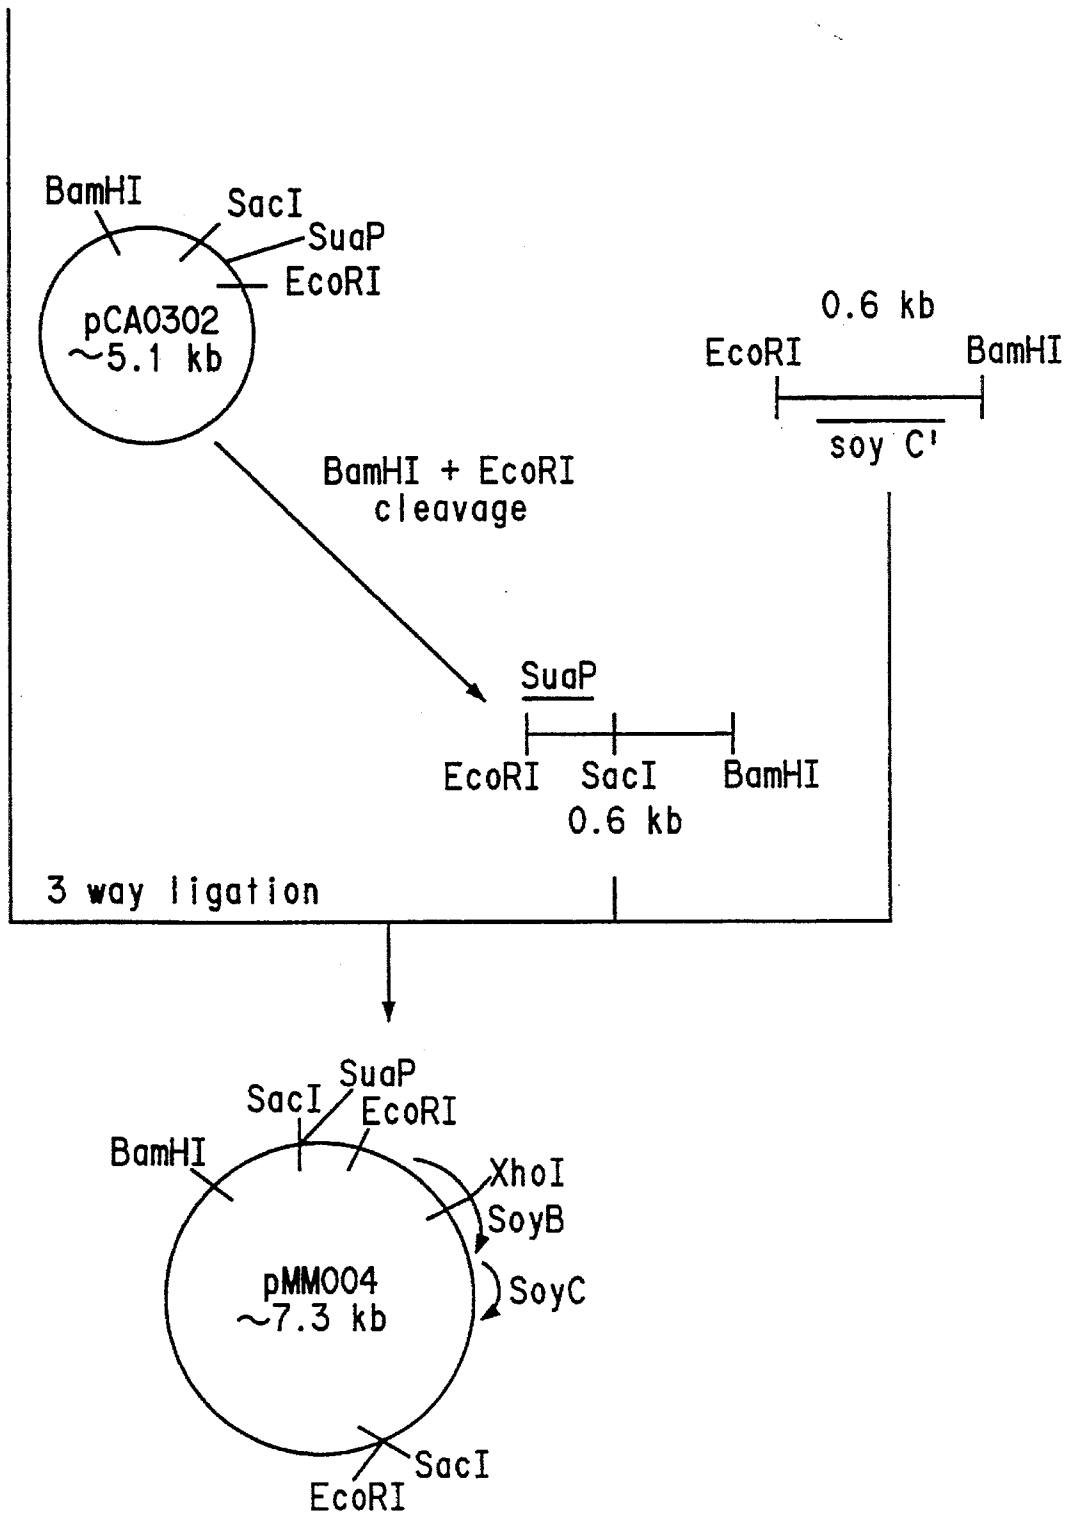 BamHI
SacI
SuaP
EcoRI
pCA0302
~5.1 kb
0.6 kb
EcoRI
BamHI
soy C'
BamHI + EcoRI
cleavage
SuaP
EcoRI
SacI
BamHI
0.6 kb
3 way ligation
SuaP
SacI
EcoRI
BamHI
XhoI
SoyB
pMM004
~7.3 kb
SoyC
SacI
EcoRI